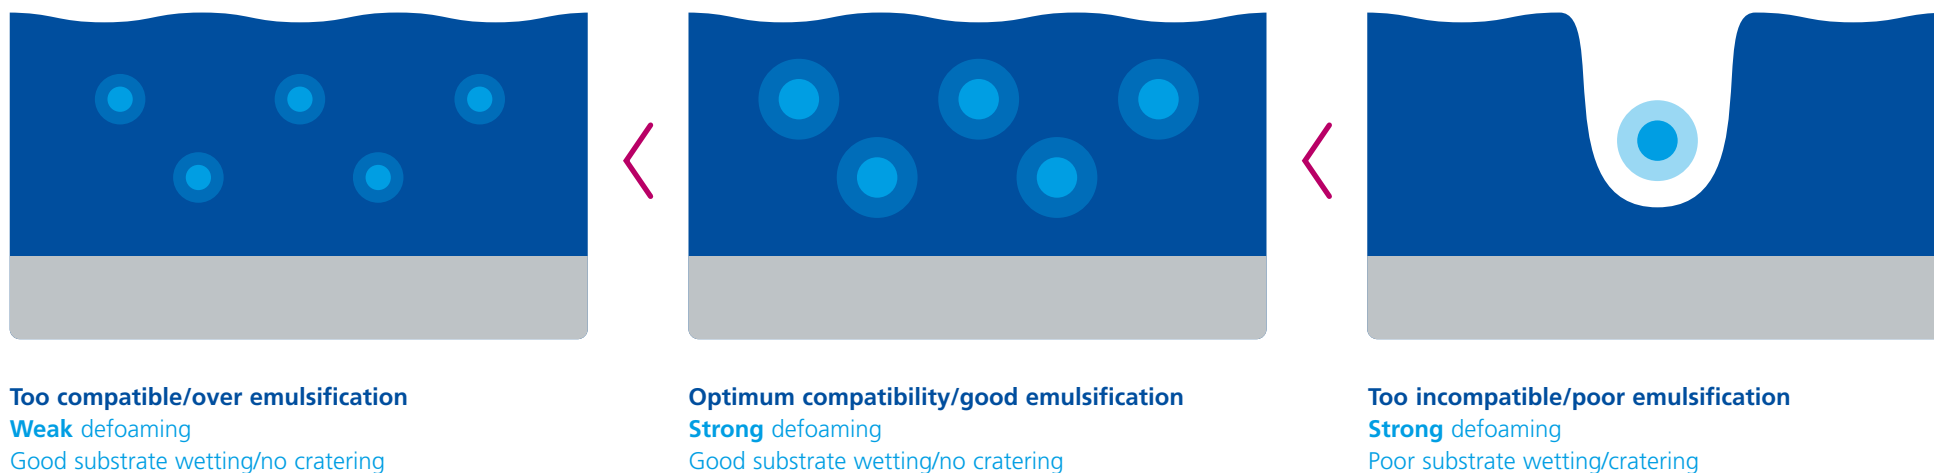 Too compatible/over emulsification
Weak defoaming
Good substrate wetting/no cratering
Optimum compatibility/good emulsification
Strong defoaming
Good substrate wetting/no cratering
Too incompatible/poor emulsification
Strong defoaming
Poor substrate wetting/cratering